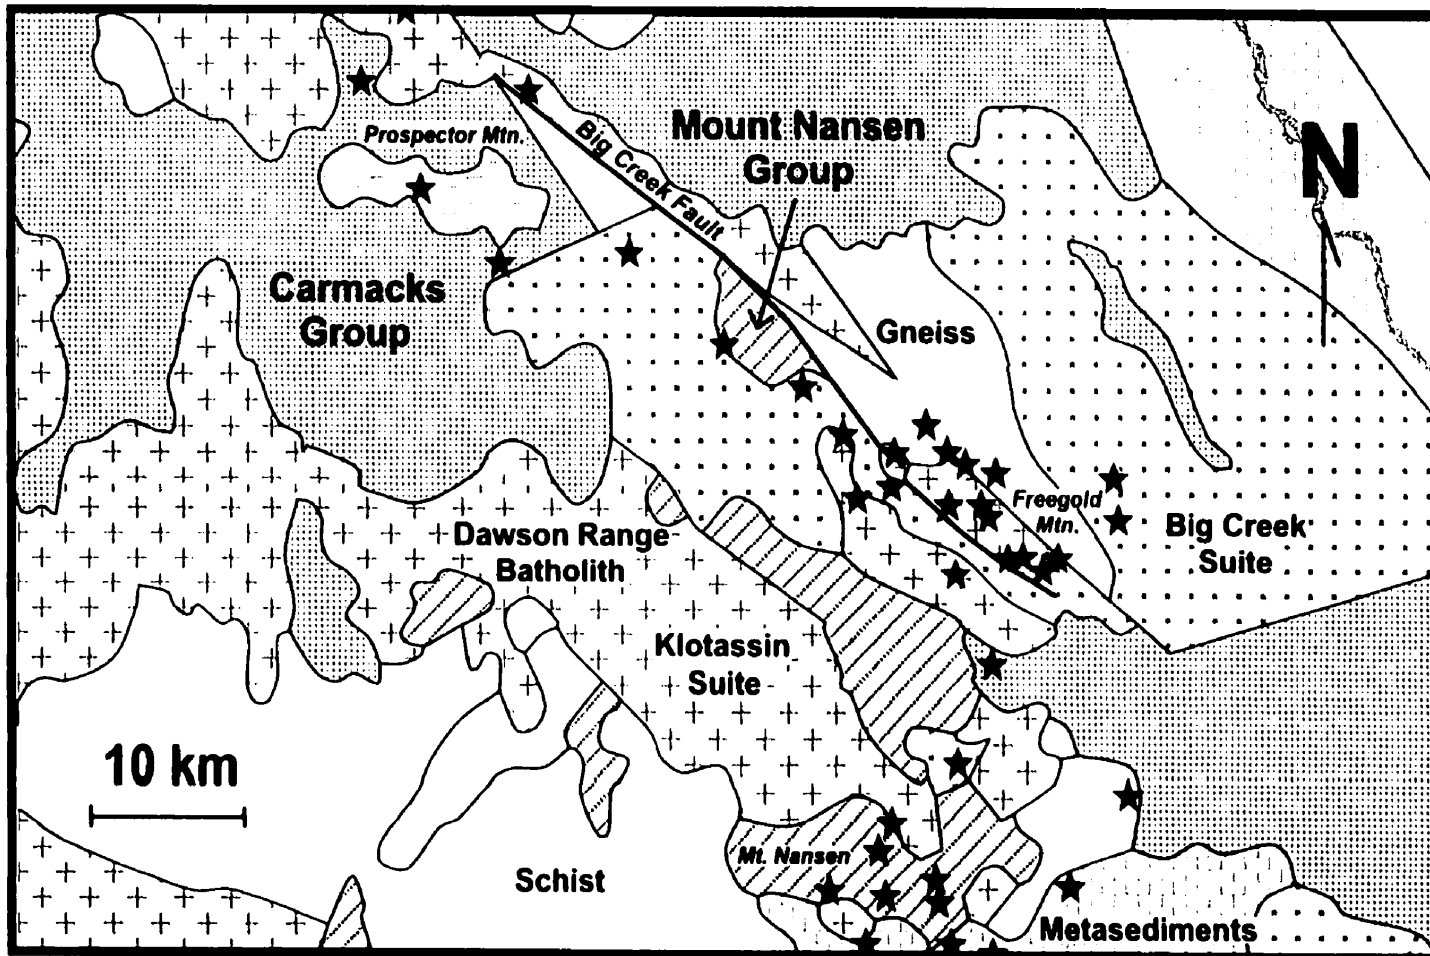 Prospector Mtn.
Big Creek Fault
Mount Nansen
Group
N
Carmacks
Group
Gneiss
Freegold
Mtn.
Dawson Range
Batholith
Big Creek
Suite
Klotassin
Suite
10 km
Mt. Nansen
Schist
Metasediments